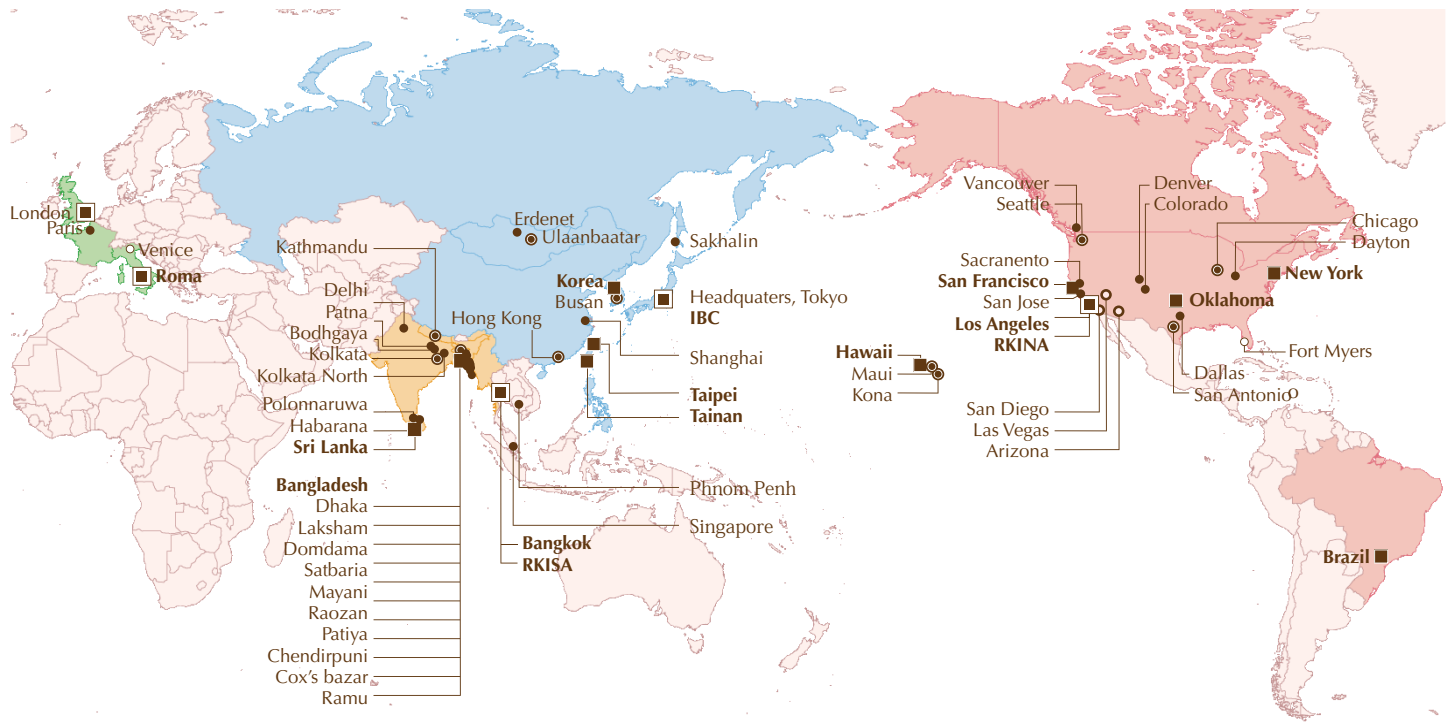 London
Paris
Venice
Roma
Kathmandu
Delhi
Patna
Bodhgaya
Kolkata
Kolkata North
Polonnaruwa
Habarana
Sri Lanka
Bangladesh
Dhaka
Laksham
Domdama
Satbaria
Mayani
Raozan
Patiya
Chendirpuni
Cox's bazar
Ramu
Erdenet
Ulaanbaatar
Sakhalin
Korea
Busan
Hong Kong
Headquaters, Tokyo
IBC
Shanghai
Taipei
Tainan
Phnom Penh
Singapore
Bangkok
RKISA
Hawaii
Maui
Kona
Vancouver
Seattle
Sacranento
San Francisco
San Jose
Los Angeles
RKINA
San Diego
Las Vegas
Arizona
Denver
Colorado
Chicago
Dayton
New York
Oklahoma
Fort Myers
Dallas
San Antonio
Brazil